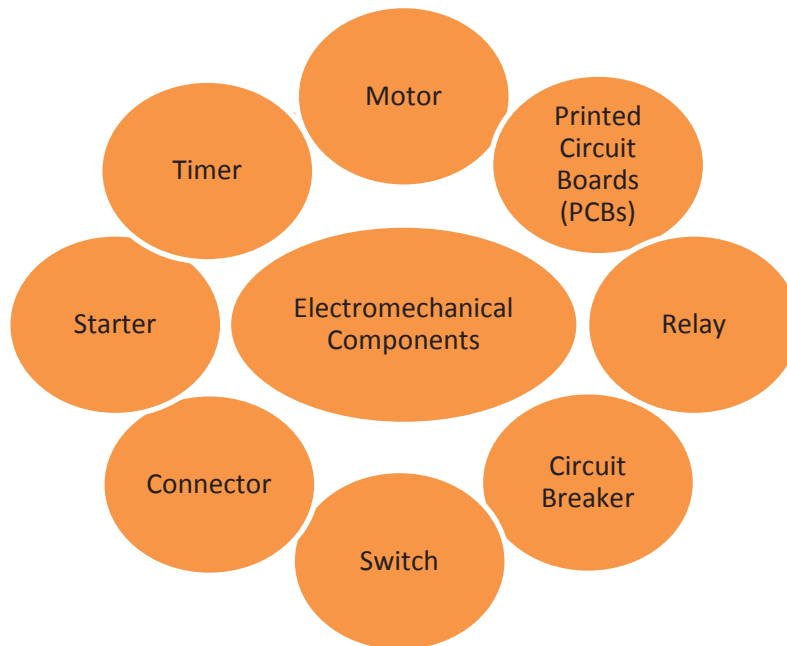 Motor
Printed
Circuit
Boards
(PCBs)
Timer
Electromechanical
Components
Starter
Relay
Connector
Circuit
Breaker
Switch